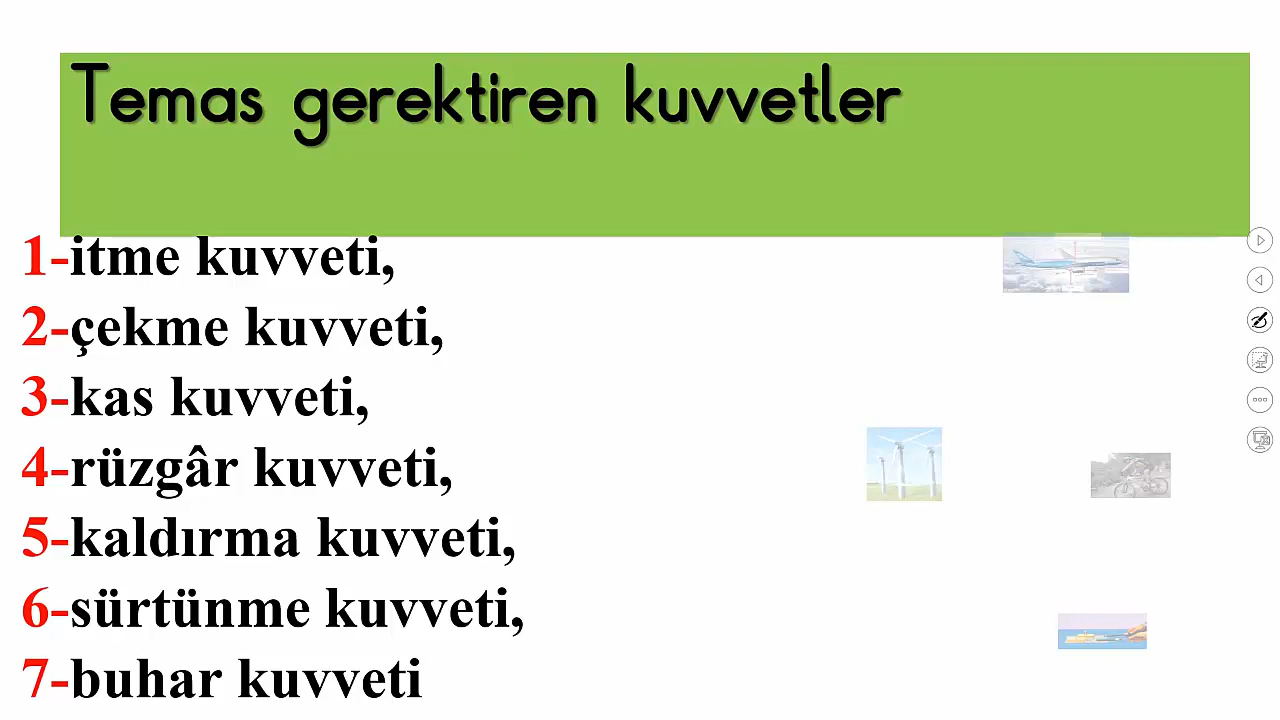 Temas gerektiren kuvvetler
1-itme kuvveti,
2-çekme kuvveti,
3-kas kuvveti,
4-rüzgâr kuvveti,
5-kaldırma kuvveti,
6-sürtünme kuvveti,
7-buhar kuvveti